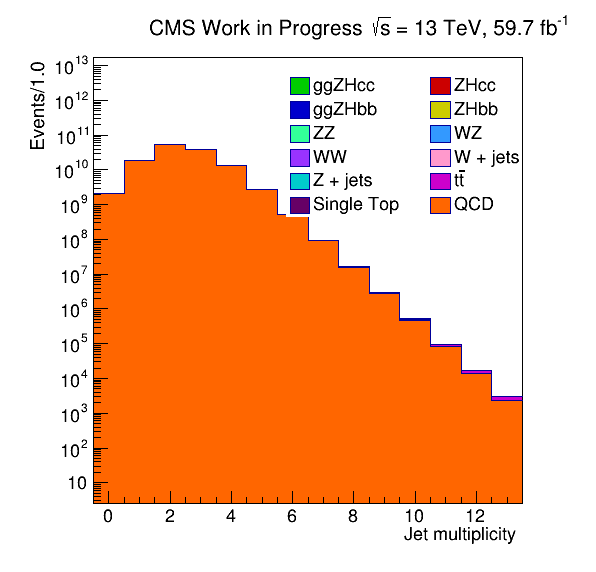 CMS Work in Progress √s = 13 TeV, 59.7 fb⁻¹
Events/1.0
10¹³
10¹²
10¹¹
10¹⁰
10⁹
10⁸
10⁷
10⁶
10⁵
10⁴
10³
10²
10
ggZHcc ZHcc
ggZHbb ZHbb
ZZ WZ
WW W + jets
Z + jets tt̄
Single Top QCD
0 2 4 6 8 10 12
Jet multiplicity